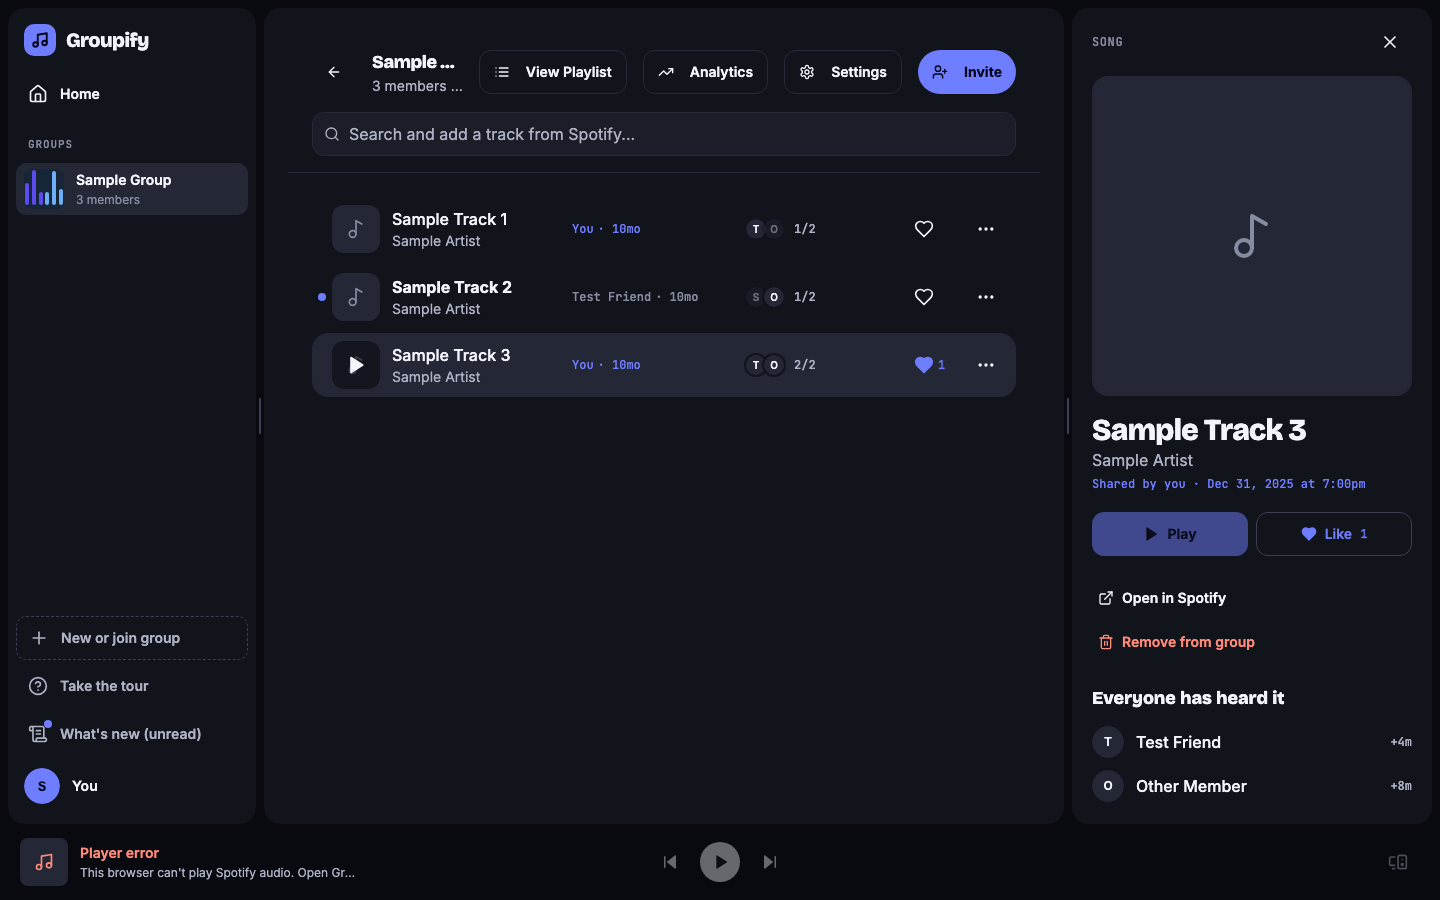 Groupify
Home
GROUPS
Sample Group
3 members
New or join group
Take the tour
What's new (unread)
S
You
Sample ...
3 members ...
View Playlist
Analytics
Settings
Invite
Search and add a track from Spotify...
Sample Track 1
Sample Artist
You · 10mo
T O 1/2
Sample Track 2
Sample Artist
Test Friend · 10mo
S O 1/2
Sample Track 3
Sample Artist
You · 10mo
T O 2/2
1
SONG
Sample Track 3
Sample Artist
Shared by you · Dec 31, 2025 at 7:00pm
Play
Like 1
Open in Spotify
Remove from group
Everyone has heard it
T Test Friend +4m
O Other Member +8m
Player error
This browser can't play Spotify audio. Open Gr...